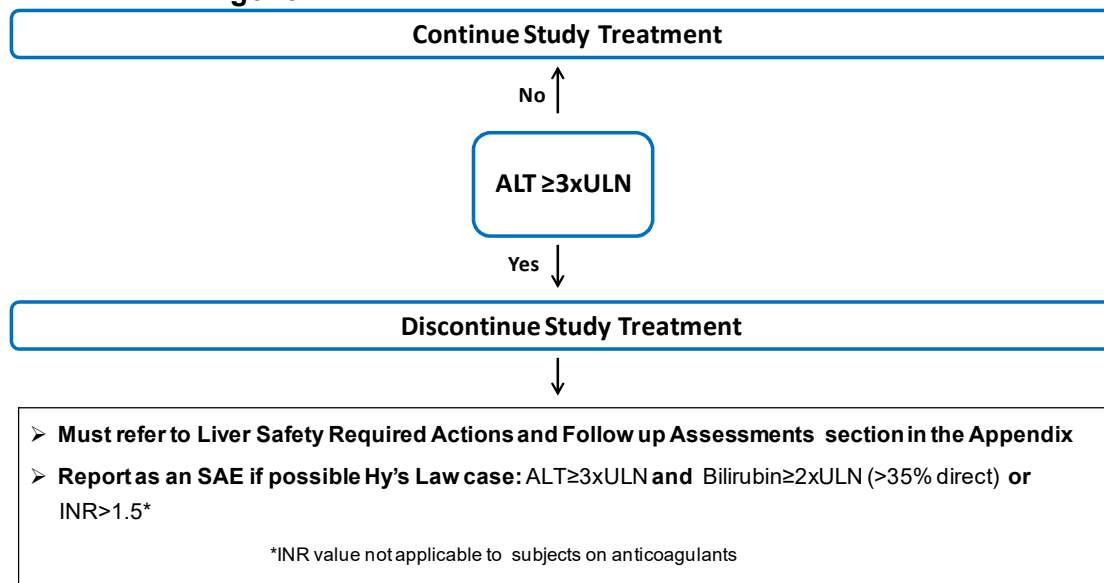 Continue Study Treatment
No
ALT ≥3xULN
Yes
Discontinue Study Treatment
➢ Must refer to Liver Safety Required Actions and Follow up Assessments section in the Appendix
➢ Report as an SAE if possible Hy's Law case: ALT≥3xULN and Bilirubin≥2xULN (>35% direct) or
INR>1.5*
*INR value not applicable to subjects on anticoagulants